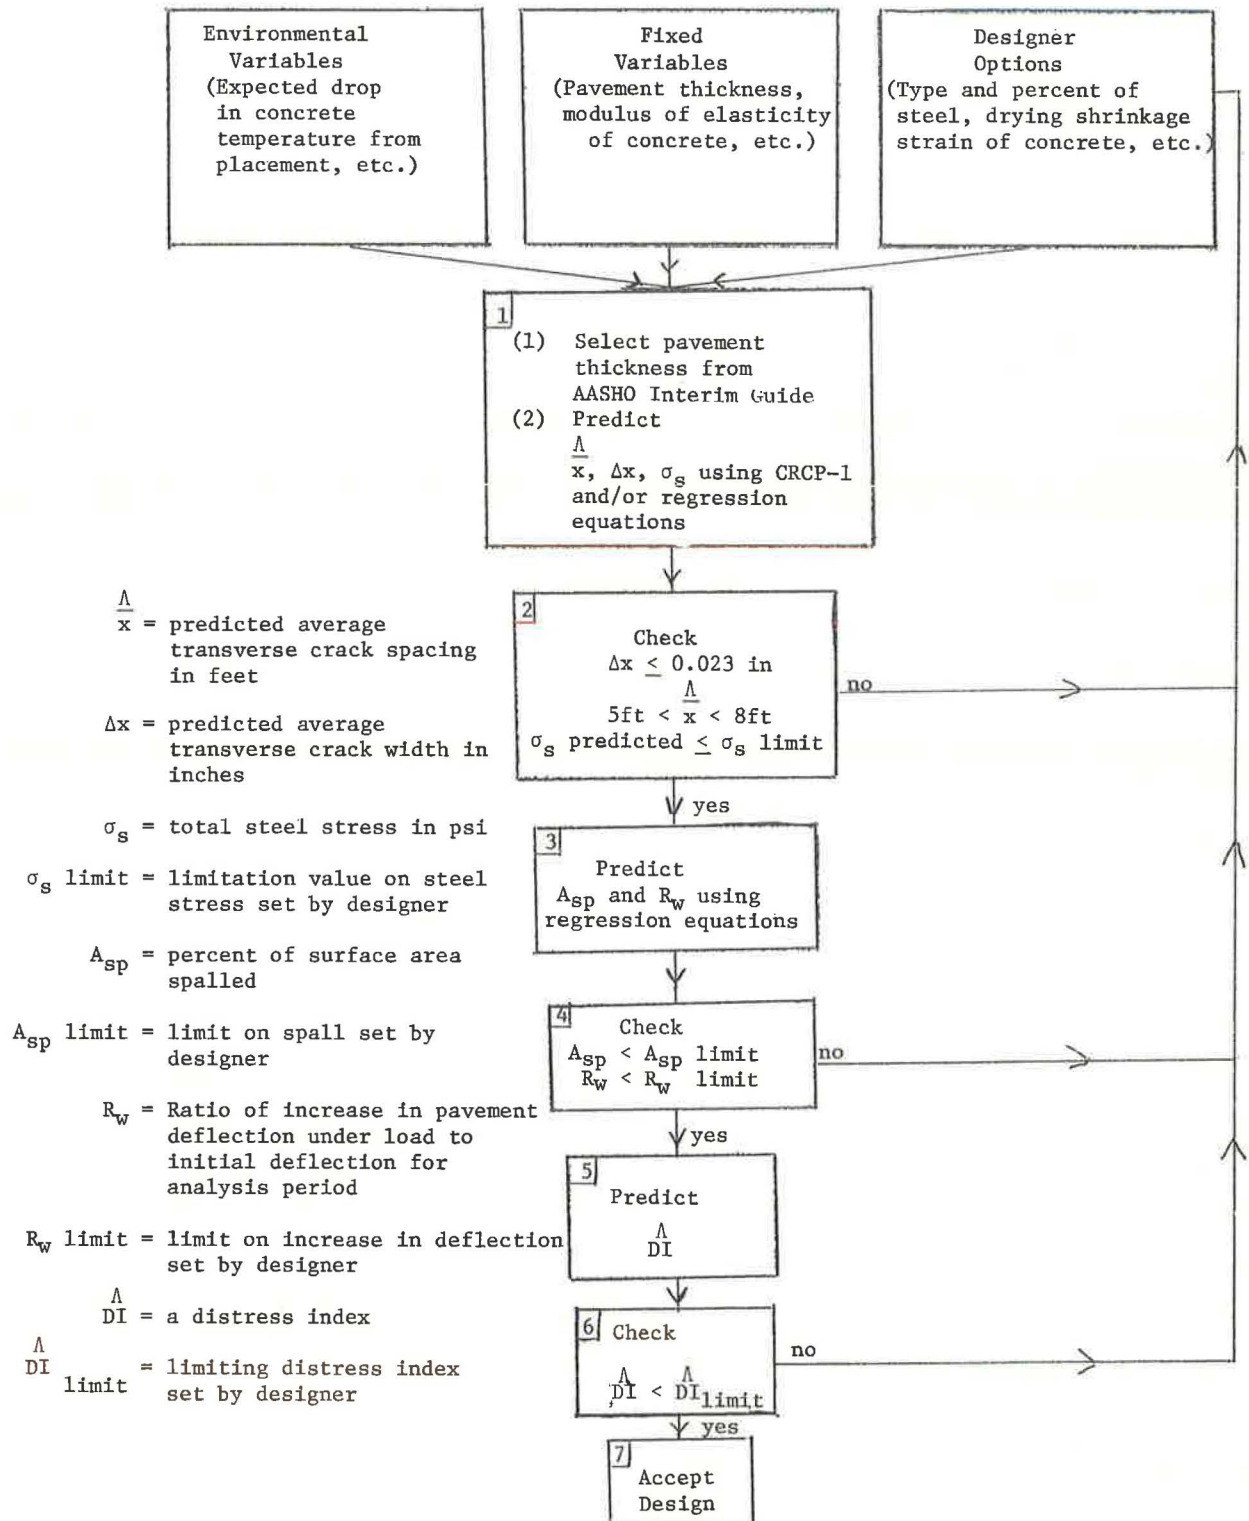 Environmental
Variables
(Expected drop
in concrete
temperature from
placement, etc.)
Fixed
Variables
(Pavement thickness,
modulus of elasticity
of concrete, etc.)
Designer
Options
(Type and percent of
steel, drying shrinkage
strain of concrete, etc.)
1
(1) Select pavement
thickness from
AASHO Interim Guide
(2) Predict
Λ
x̅, Δx, σs using CRCP-1
and/or regression
equations
2
Check
Δx ≤ 0.023 in
Λ
5ft < x̅ < 8ft
σs predicted ≤ σs limit
no
yes
3
Predict
Asp and Rw using
regression equations
4
Check
Asp < Asp limit
Rw < Rw limit
no
yes
5
Predict
Λ
DI
6
Check
Λ Λ
DI < DI limit
no
yes
7
Accept
Design
Λ
x̅ = predicted average
transverse crack spacing
in feet
Δx = predicted average
transverse crack width in
inches
σs = total steel stress in psi
σs limit = limitation value on steel
stress set by designer
Asp = percent of surface area
spalled
Asp limit = limit on spall set by
designer
Rw = Ratio of increase in pavement
deflection under load to
initial deflection for
analysis period
Rw limit = limit on increase in deflection
set by designer
Λ
DI = a distress index
Λ
DI limit = limiting distress index
set by designer